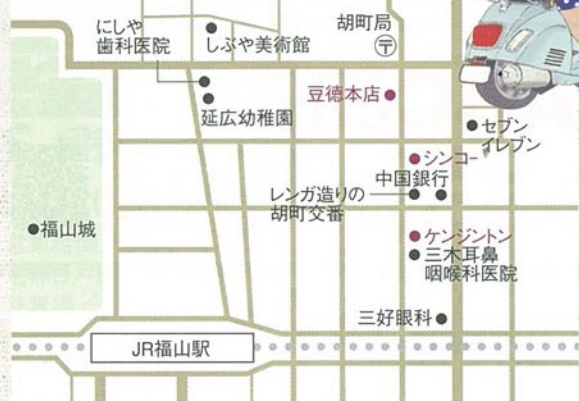 にしや
歯科医院
しぶや美術館
胡町局
〒
延広幼稚園
豆徳本店
セブン
イレブン
シンコー
中国銀行
レンガ造りの
胡町交番
福山城
ケンジントン
三木耳鼻
咽喉科医院
三好眼科
JR福山駅